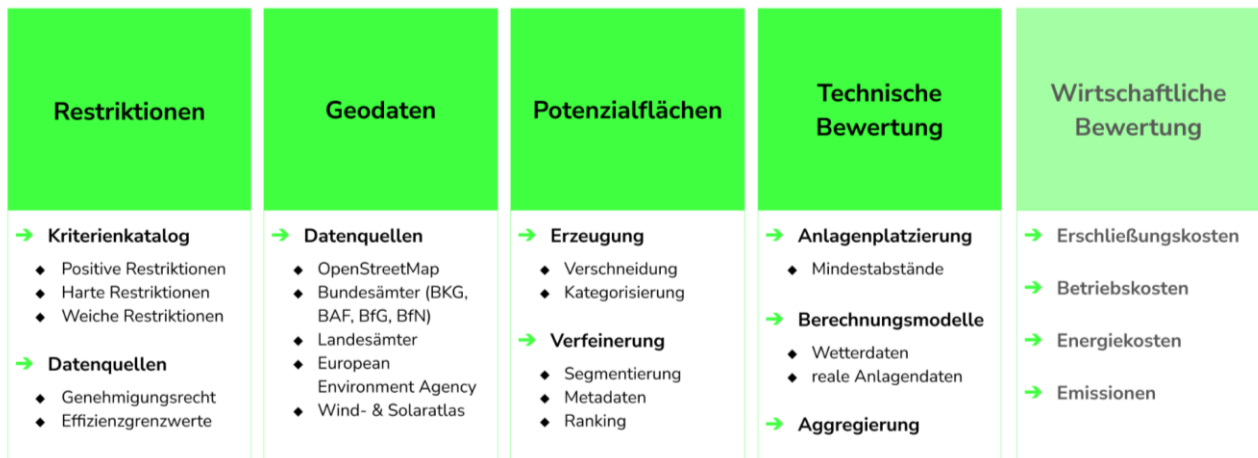 Restriktionen
Kriterienkatalog
Positive Restriktionen
Harte Restriktionen
Weiche Restriktionen
Datenquellen
Genehmigungsrecht
Effizienzgrenzwerte
Geodaten
Datenquellen
OpenStreetMap
Bundesämter (BKG,
BAF, BfG, BfN)
Landesämter
European
Environment Agency
Wind- & Solaratlas
Potenzialflächen
Erzeugung
Verschneidung
Kategorisierung
Verfeinerung
Segmentierung
Metadaten
Ranking
Technische
Bewertung
Anlagenplatzierung
Mindestabstände
Berechnungsmodelle
Wetterdaten
reale Anlagendaten
Aggregierung
Wirtschaftliche
Bewertung
Erschließungskosten
Betriebskosten
Energiekosten
Emissionen